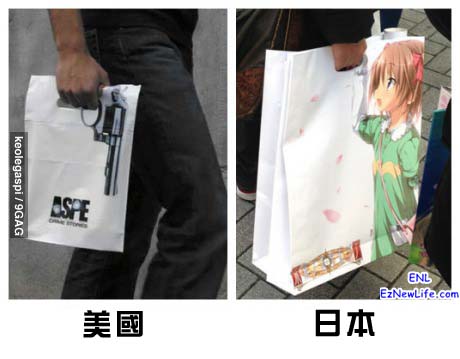 keolegaspi / 9GAG
ASPE
CRIME STORIES
ENL
EzNewLife.com
美國
日本